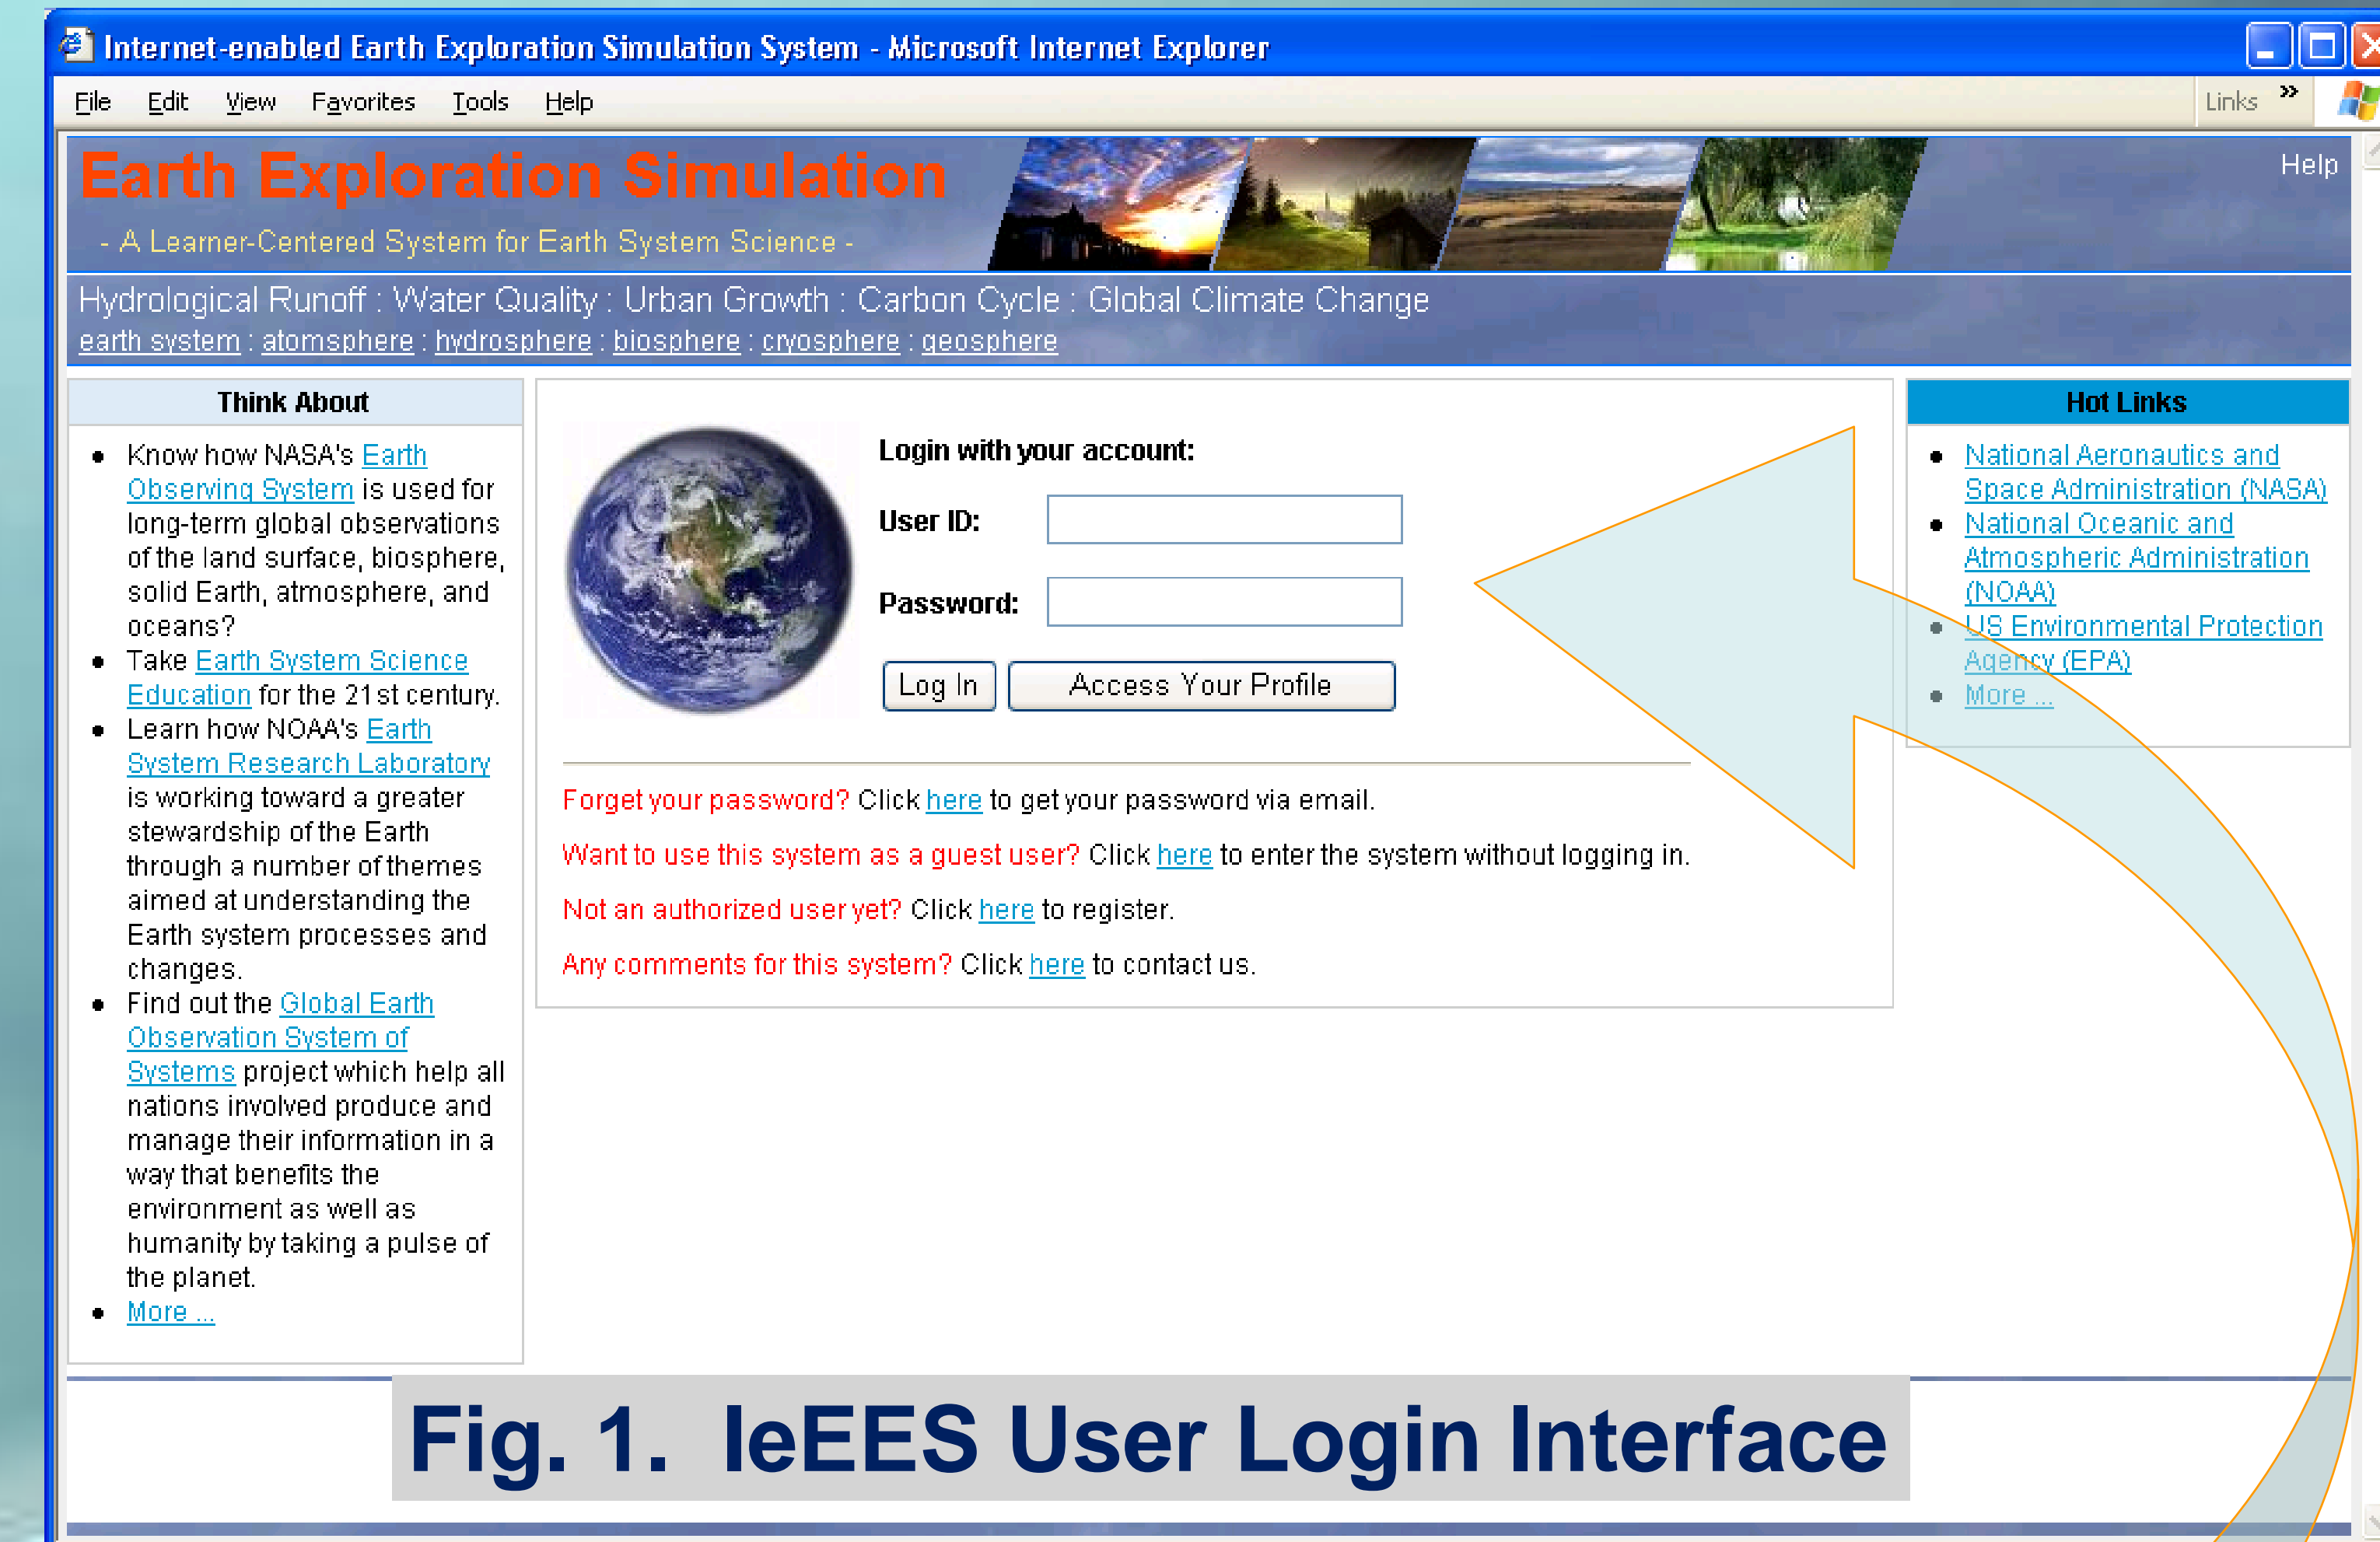 Internet-enabled Earth Exploration Simulation System - Microsoft Internet Explorer
File Edit View Favorites Tools Help Links »
Earth Exploration Simulation
Help
- A Learner-Centered System for Earth System Science -
Hydrological Runoff : Water Quality : Urban Growth : Carbon Cycle : Global Climate Change
earth system : atomsphere : hydrosphere : biosphere : cryosphere : geosphere
Think About
• Know how NASA's Earth
Observing System is used for
long-term global observations
of the land surface, biosphere,
solid Earth, atmosphere, and
oceans?
• Take Earth System Science
Education for the 21st century.
• Learn how NOAA's Earth
System Research Laboratory
is working toward a greater
stewardship of the Earth
through a number of themes
aimed at understanding the
Earth system processes and
changes.
• Find out the Global Earth
Observation System of
Systems project which help all
nations involved produce and
manage their information in a
way that benefits the
environment as well as
humanity by taking a pulse of
the planet.
• More ...
Login with your account:
User ID:
Password:
Log In Access Your Profile
Forget your password? Click here to get your password via email.
Want to use this system as a guest user? Click here to enter the system without logging in.
Not an authorized user yet? Click here to register.
Any comments for this system? Click here to contact us.
Hot Links
• National Aeronautics and
Space Administration (NASA)
• National Oceanic and
Atmospheric Administration
(NOAA)
• US Environmental Protection
Agency (EPA)
• More ...
Fig. 1. IeEES User Login Interface